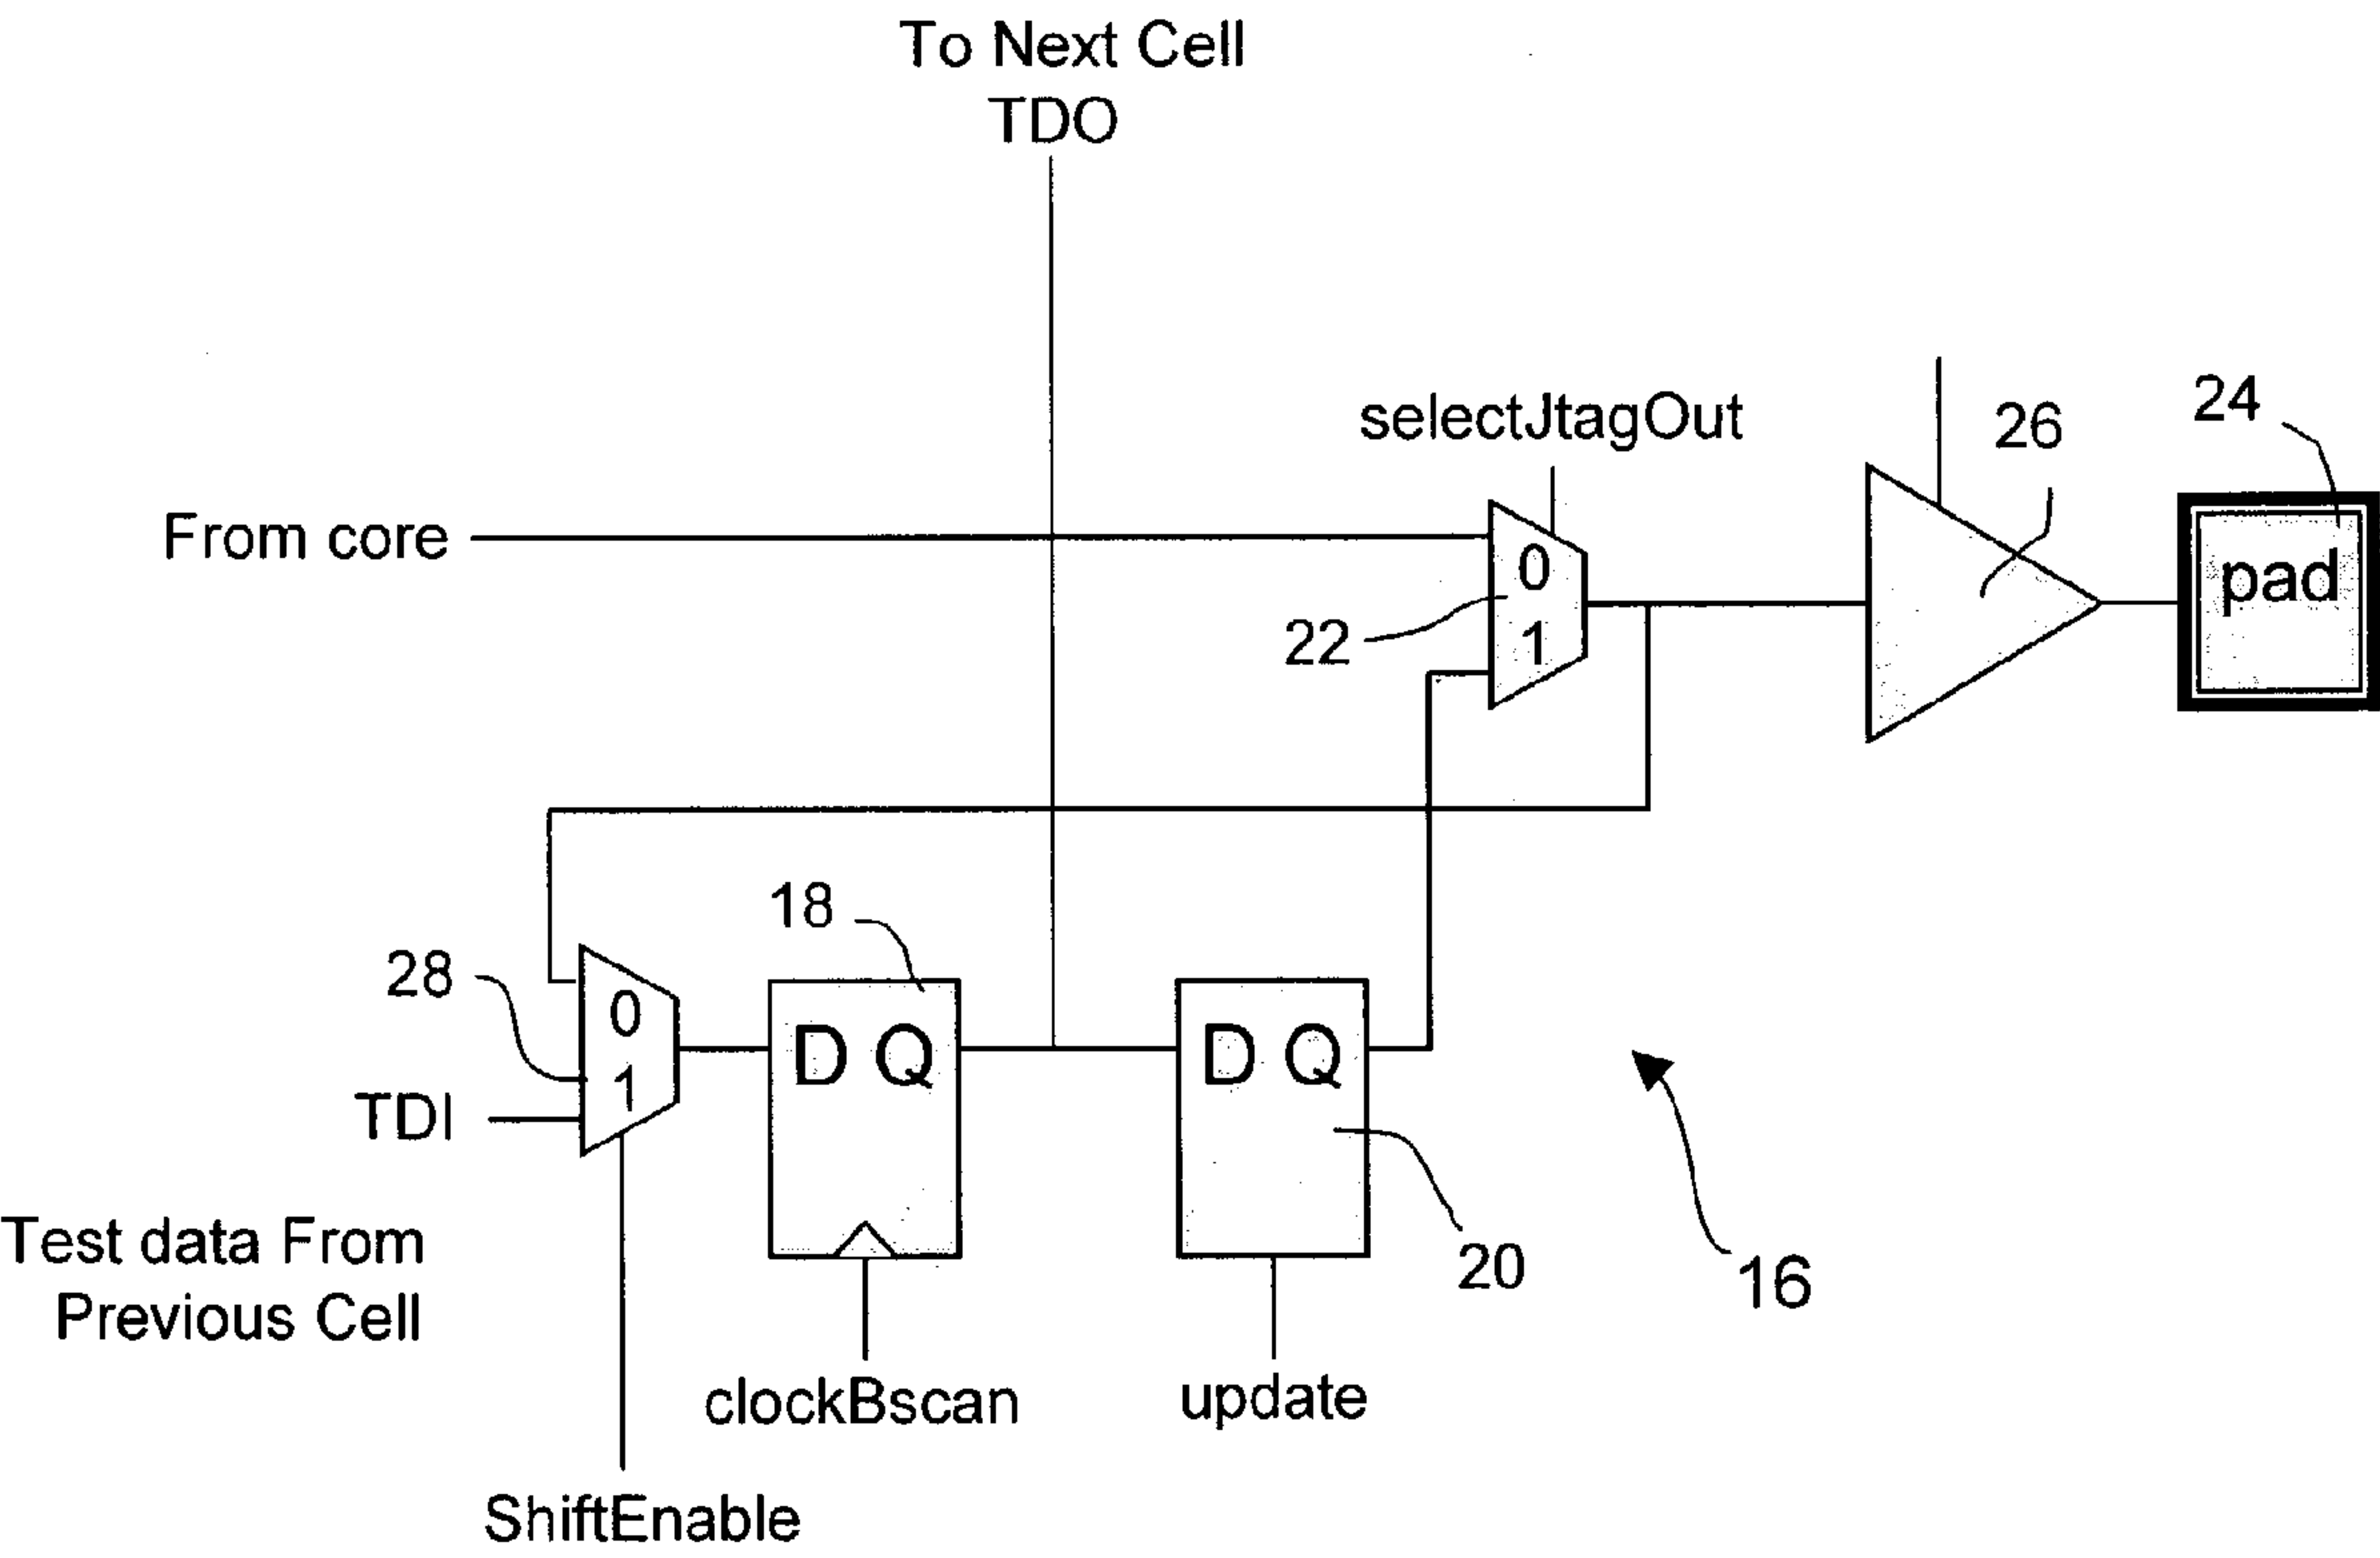 To Next Cell
TDO
selectJtagOut
26
24
From core
0
22
1
pad
18
28
0
1
D Q
D Q
TDI
Test data From
Previous Cell
20
16
clockBscan
update
ShiftEnable